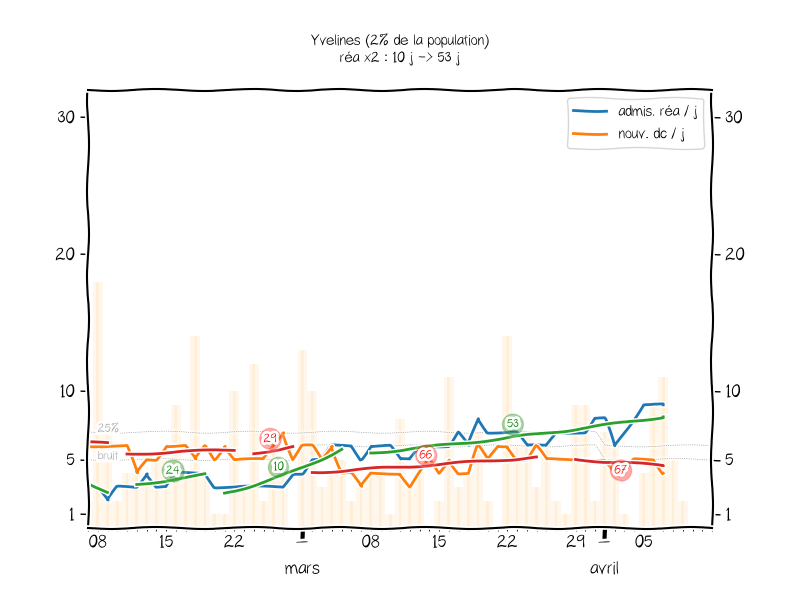 Yvelines (2% de la population)
réa x2 : 10 j -> 53 j
admis. réa / j
nouv. dc / j
30
30
20
20
10
10
25%
bruit
5
5
1
1
24
29
10
66
53
67
08 15 22 1 08 15 22 29 1 05
mars avril